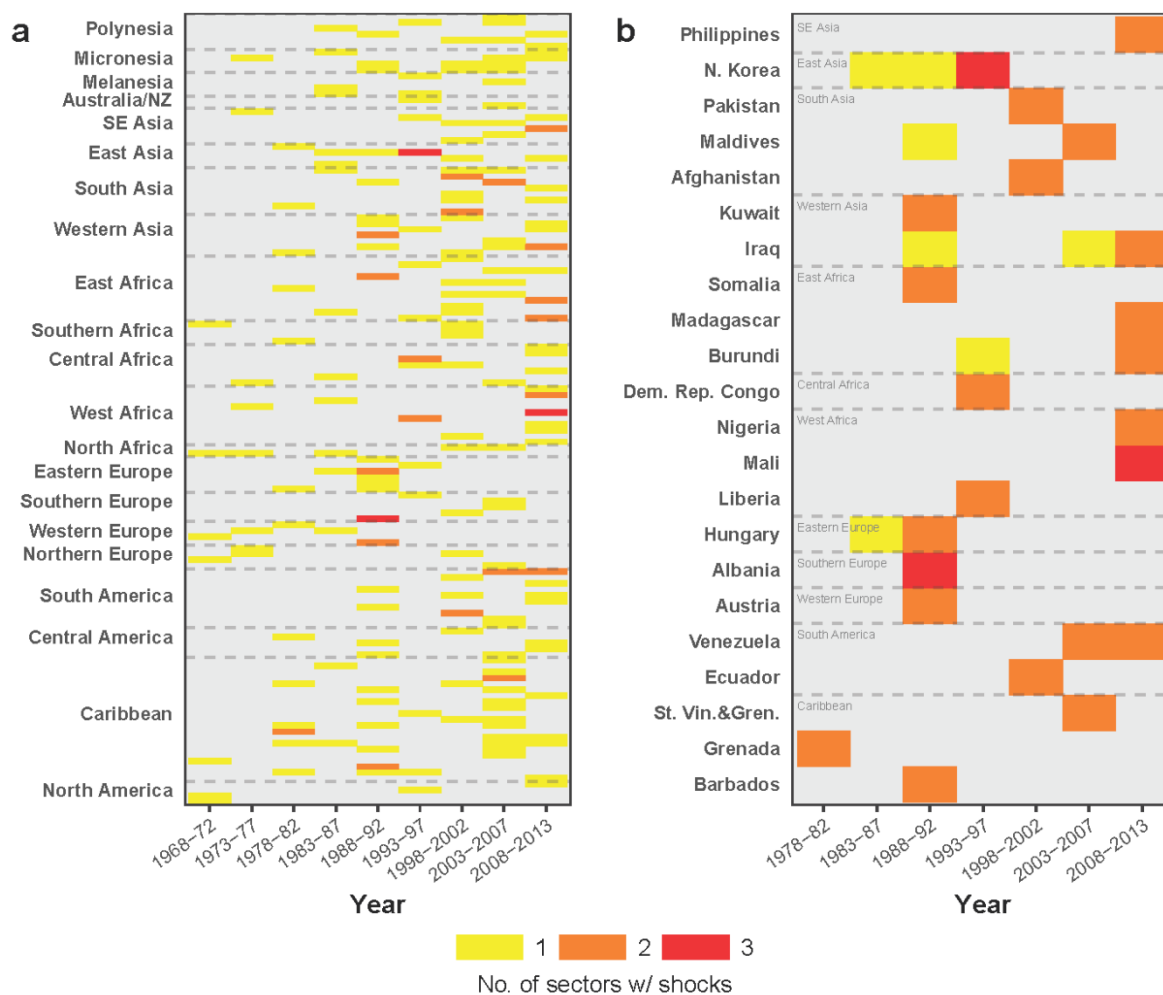 a
Polynesia
Micronesia
Melanesia
Australia/NZ
SE Asia
East Asia
South Asia
Western Asia
East Africa
Southern Africa
Central Africa
West Africa
North Africa
Eastern Europe
Southern Europe
Western Europe
Northern Europe
South America
Central America
Caribbean
North America
1968–72
1973–77
1978–82
1983–87
1988–92
1993–97
1998–2002
2003–2007
2008–2013
Year
b
Philippines
SE Asia
N. Korea
East Asia
Pakistan
South Asia
Maldives
Afghanistan
Kuwait
Western Asia
Iraq
Somalia
East Africa
Madagascar
Burundi
Dem. Rep. Congo
Central Africa
Nigeria
West Africa
Mali
Liberia
Hungary
Eastern Europe
Albania
Southern Europe
Austria
Western Europe
Venezuela
South America
Ecuador
St. Vin.&Gren.
Caribbean
Grenada
Barbados
1978–82
1983–87
1988–92
1993–97
1998–2002
2003–2007
2008–2013
Year
1 2 3
No. of sectors w/ shocks